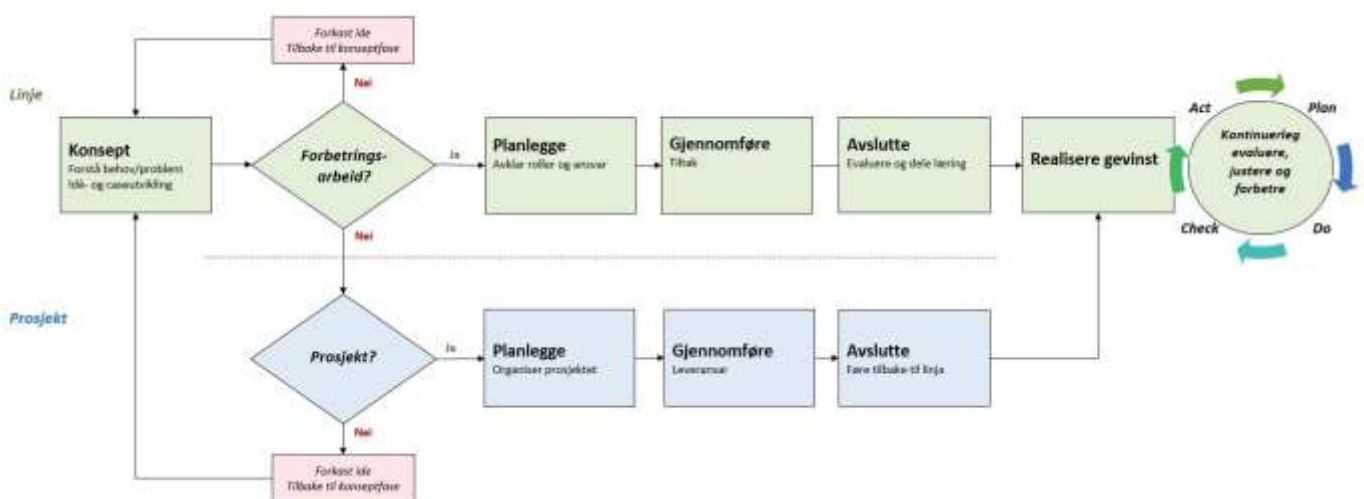 Forkast ide
Tilbake til konseptfase
Nei
Linje
Konsept
Forstå behov/problem
Idè- og caseutvikling
Forbetrings-
arbeid?
Ja
Planlegge
Avklar roller og ansvar
Gjennomføre
Tiltak
Avslutte
Evaluere og dele læring
Realisere gevinst
Act
Plan
Kontinuerleg
evaluere,
justere og
forbetre
Check
Do
Nei
Prosjekt
Prosjekt?
Ja
Planlegge
Organiser prosjektet
Gjennomføre
Leveransar
Avslutte
Føre tilbake til linja
Nei
Forkast ide
Tilbake til konseptfase